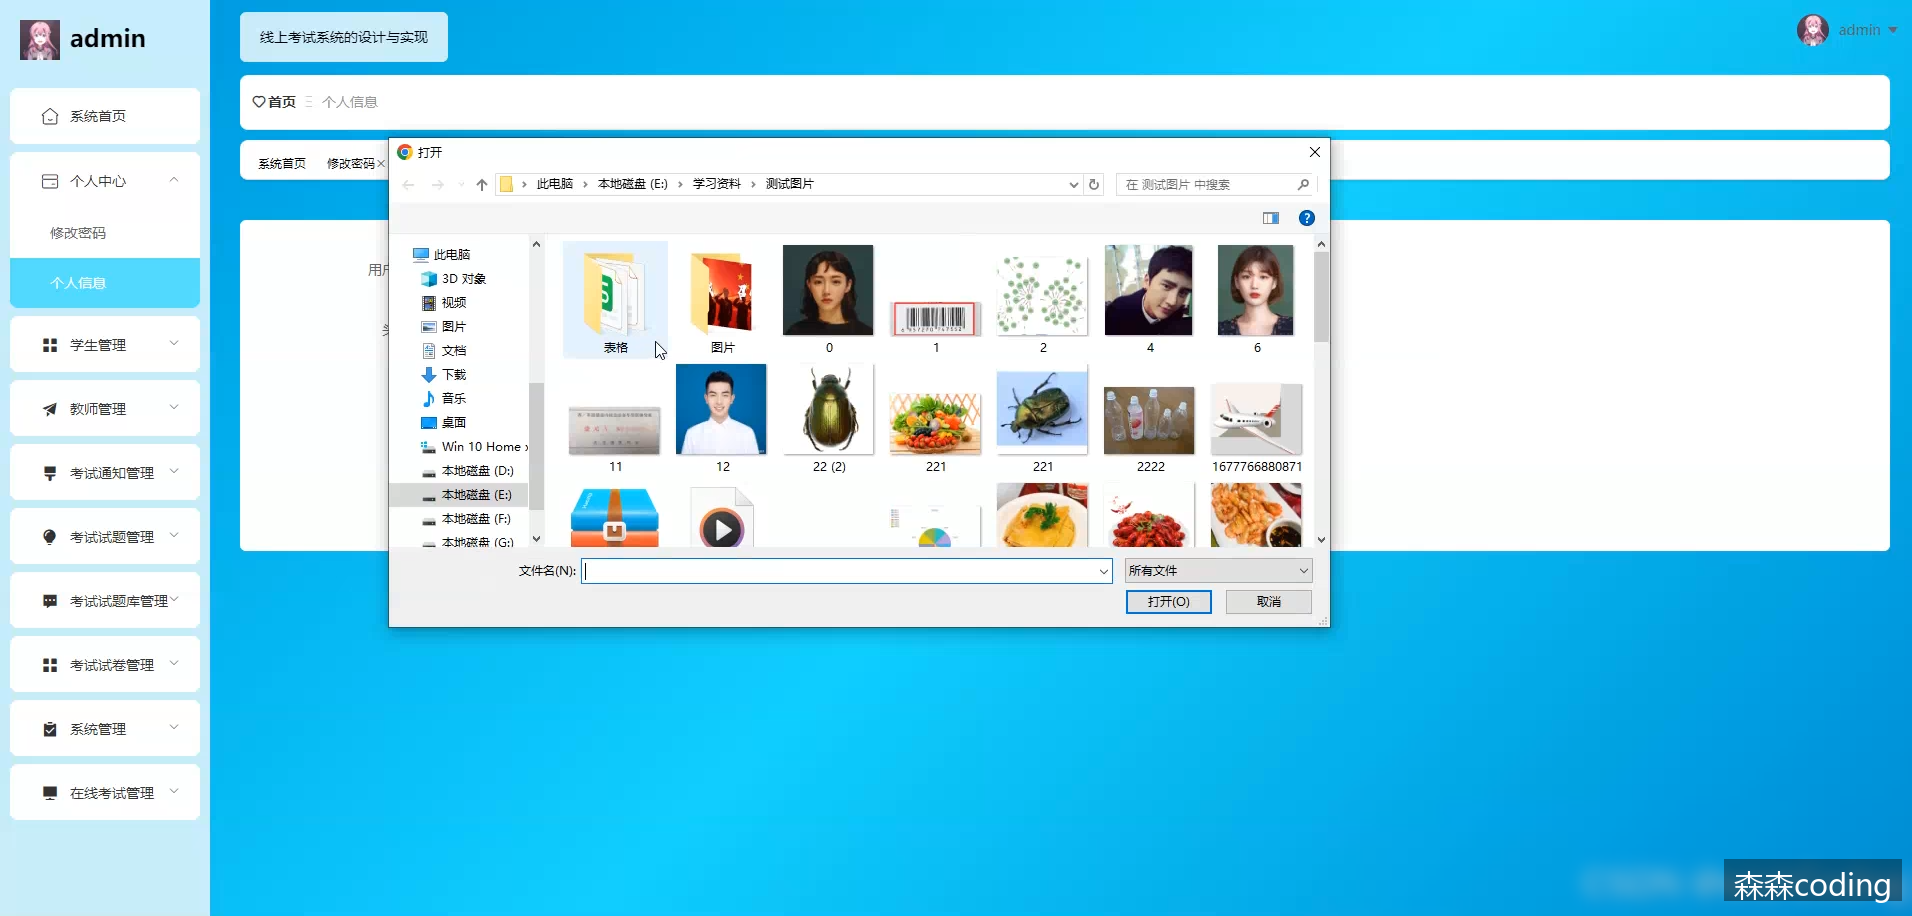 admin
线上考试系统的设计与实现
admin
首页 个人信息
系统首页 修改密码×
系统首页
个人中心
修改密码
个人信息
学生管理
教师管理
考试通知管理
考试试题管理
考试试题库管理
考试试卷管理
系统管理
在线考试管理
用户
打开
此电脑 本地磁盘 (E:) 学习资料 测试图片
在 测试图片 中搜索
此电脑
3D 对象
视频
图片
文档
下载
音乐
桌面
Win 10 Home
本地磁盘 (D:)
本地磁盘 (E:)
本地磁盘 (F:)
本地磁盘 (G:)
表格 图片 0 1 2 4 6
11 12 22 (2) 221 221 2222 1677766880871
文件名(N):
所有文件
打开(O) 取消
森森coding